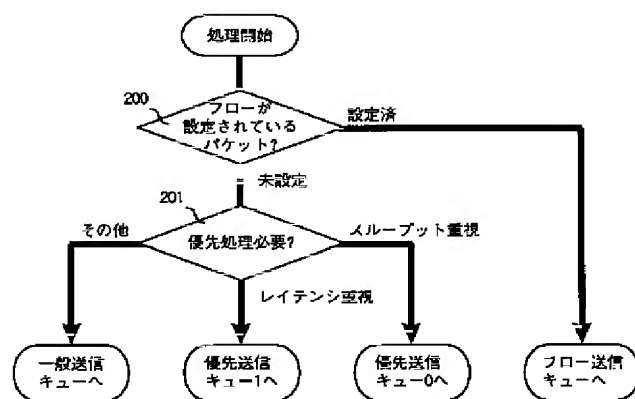 処理開始
200
フローが
設定されている
パケット?
設定済
未設定
201
優先処理必要?
その他
スループット重視
レイテンシ重視
一般送信
キューへ
優先送信
キュー1へ
優先送信
キュー0へ
フロー送信
キューへ